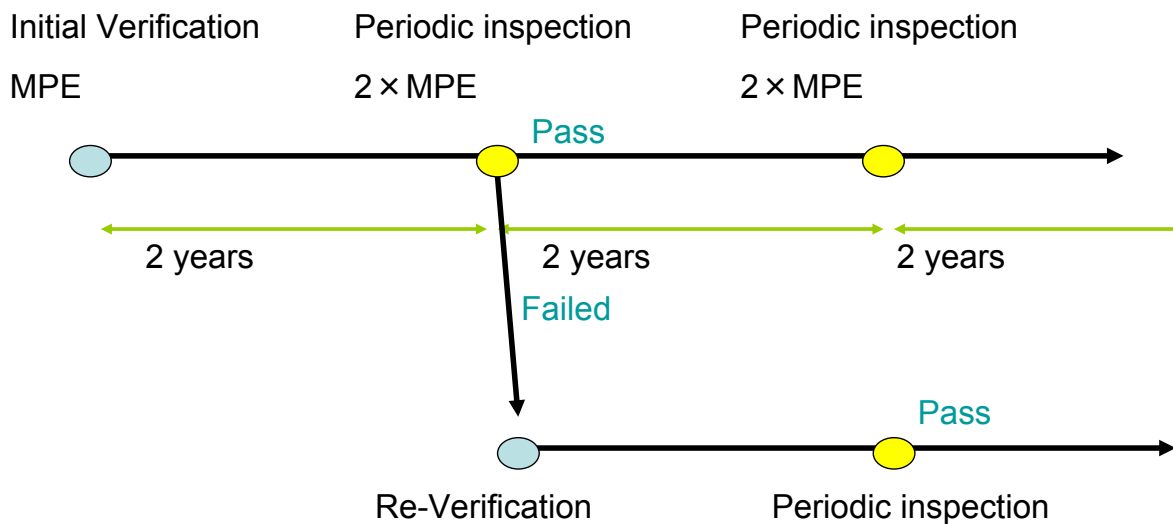 Initial Verification
MPE
Periodic inspection
2×MPE
Periodic inspection
2×MPE
Pass
2 years
2 years
2 years
Failed
Pass
Re-Verification
Periodic inspection